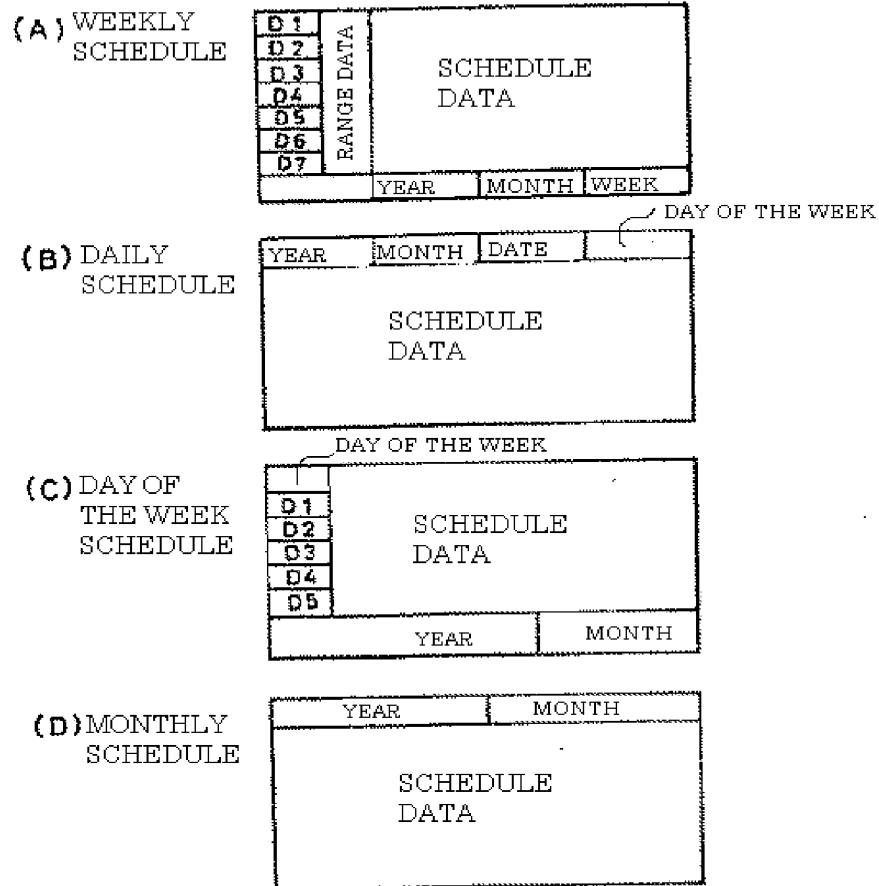 (A) WEEKLY
SCHEDULE
D1
D2
D3
D4
D5
D6
D7
RANGE DATA
SCHEDULE
DATA
YEAR MONTH WEEK
DAY OF THE WEEK
(B) DAILY
SCHEDULE
YEAR MONTH DATE
SCHEDULE
DATA
DAY OF THE WEEK
(C) DAY OF
THE WEEK
SCHEDULE
D1
D2
D3
D4
D5
SCHEDULE
DATA
YEAR MONTH
(D) MONTHLY
SCHEDULE
YEAR MONTH
SCHEDULE
DATA